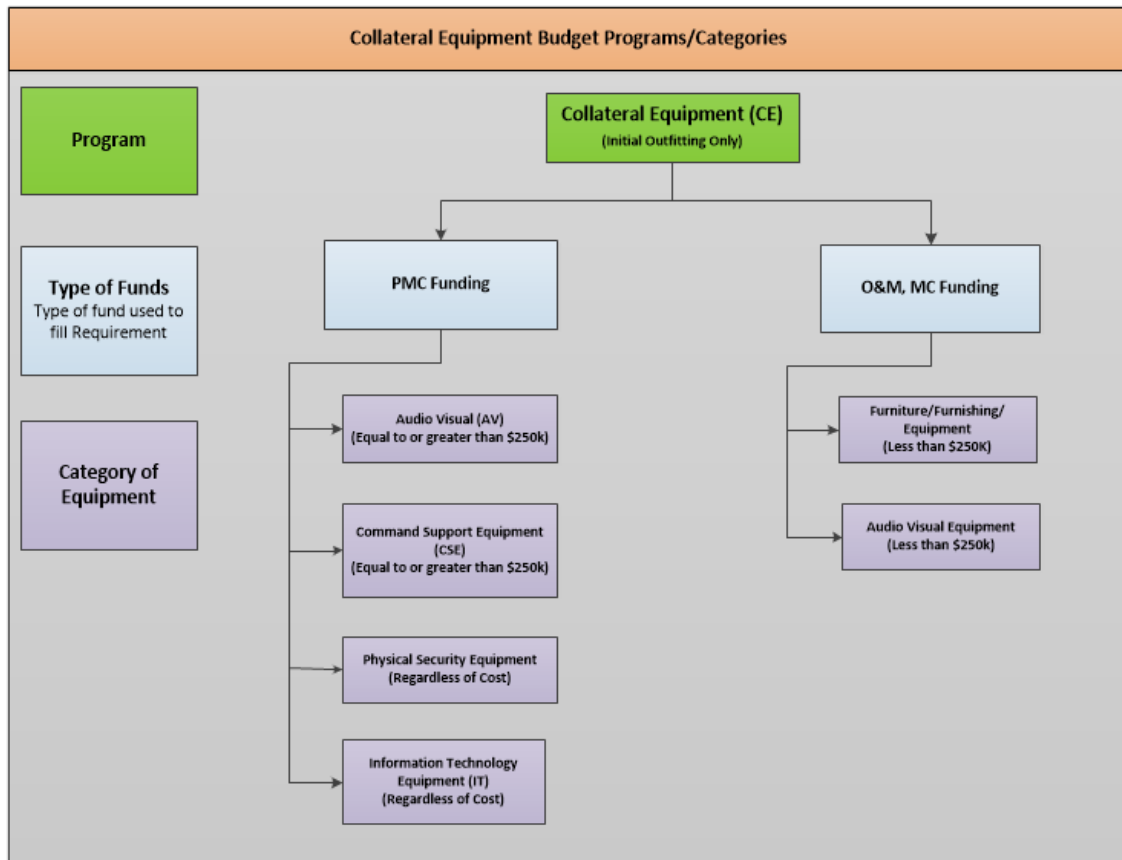 Collateral Equipment Budget Programs/Categories
Program
Collateral Equipment (CE)
(Initial Outfitting Only)
Type of Funds
Type of fund used to
fill Requirement
PMC Funding
O&M, MC Funding
Category of
Equipment
Audio Visual (AV)
(Equal to or greater than $250k)
Command Support Equipment
(CSE)
(Equal to or greater than $250k)
Physical Security Equipment
(Regardless of Cost)
Information Technology
Equipment (IT)
(Regardless of Cost)
Furniture/Furnishing/
Equipment
(Less than $250K)
Audio Visual Equipment
(Less than $250k)